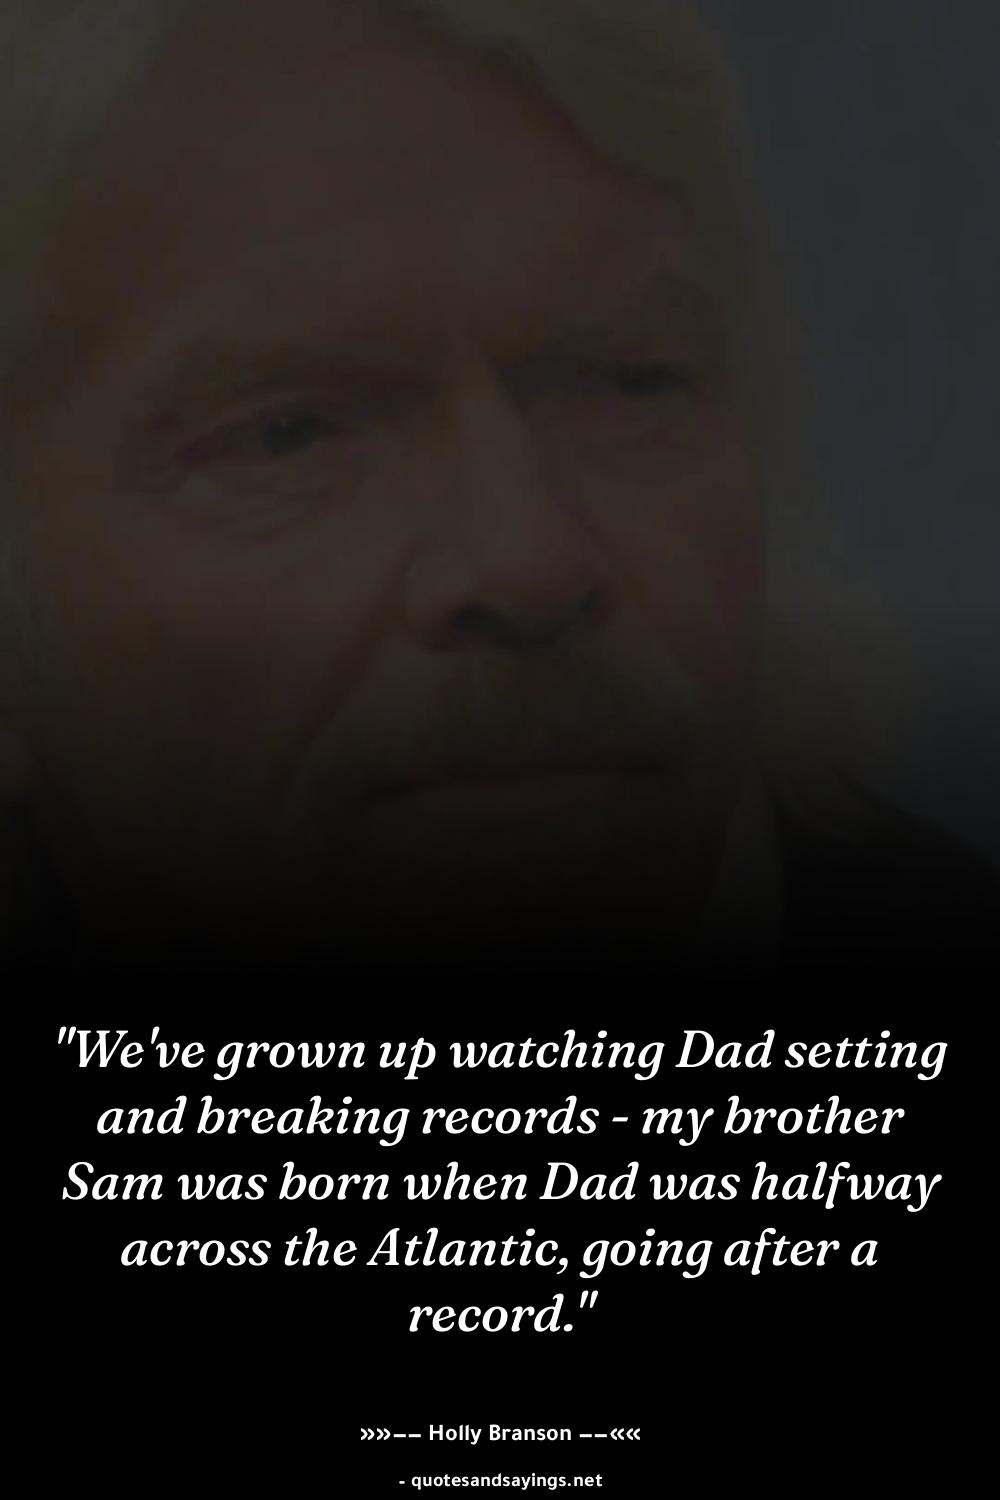 "We've grown up watching Dad setting
and breaking records - my brother
Sam was born when Dad was halfway
across the Atlantic, going after a
record."
»»−− Holly Branson −−««
- quotesandsayings.net